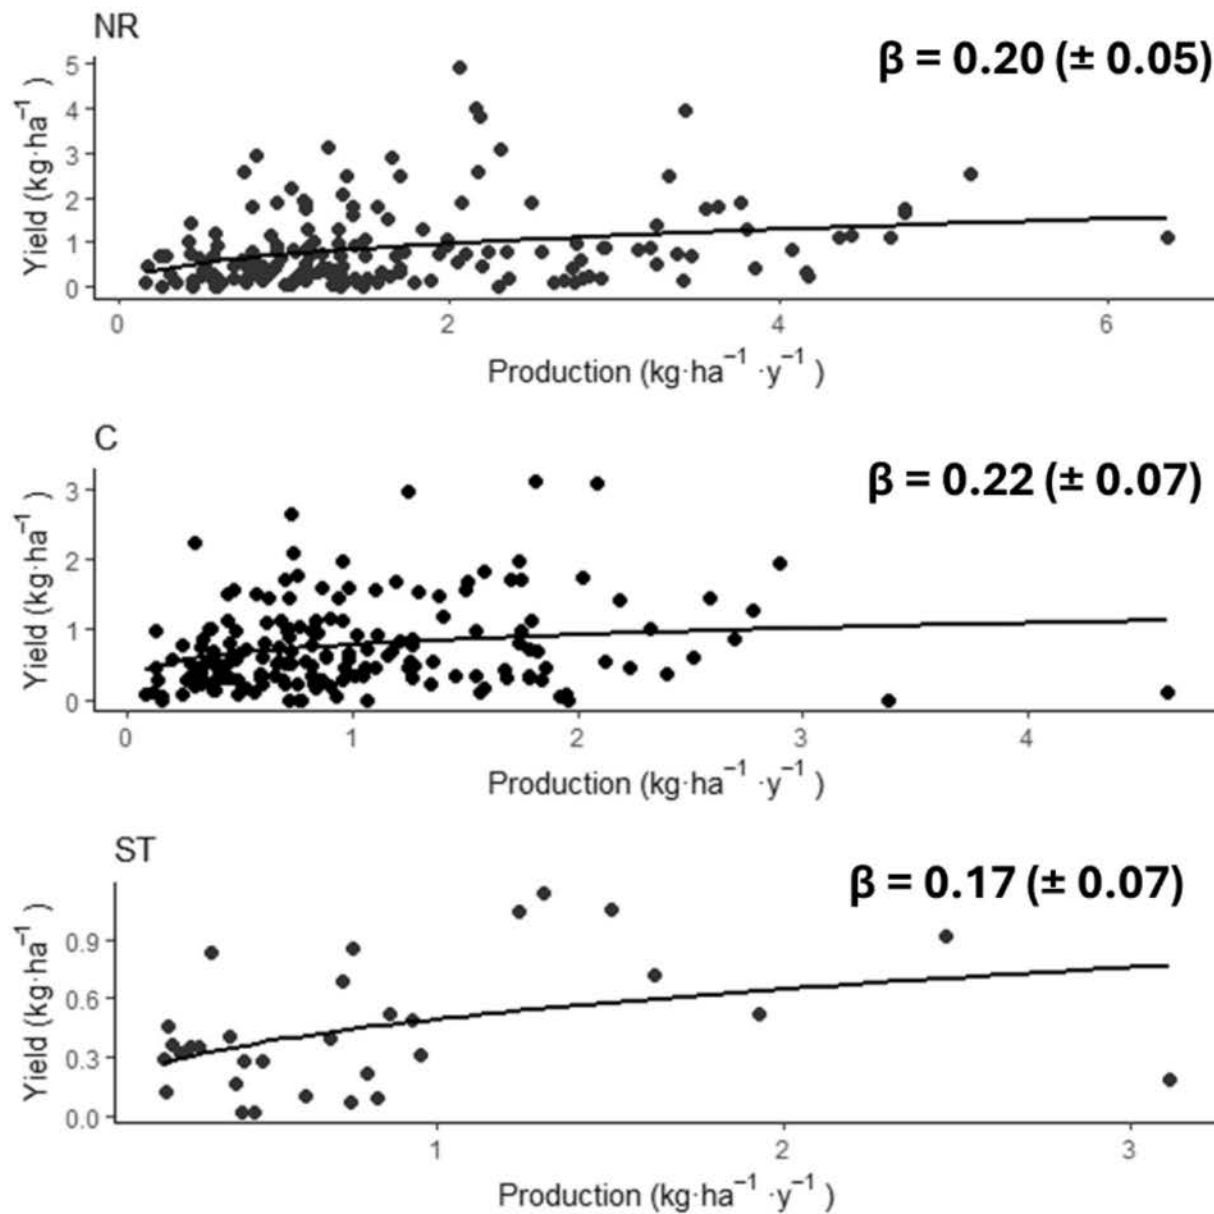 NR
β = 0.20 (± 0.05)
Yield (kg·ha⁻¹ )
5
4
3
2
1
0
0 2 4 6
Production (kg·ha⁻¹ ·y⁻¹ )
C
β = 0.22 (± 0.07)
Yield (kg·ha⁻¹ )
3
2
1
0
0 1 2 3 4
Production (kg·ha⁻¹ ·y⁻¹ )
ST
β = 0.17 (± 0.07)
Yield (kg·ha⁻¹ )
0.9
0.6
0.3
0.0
1 2 3
Production (kg·ha⁻¹ ·y⁻¹ )